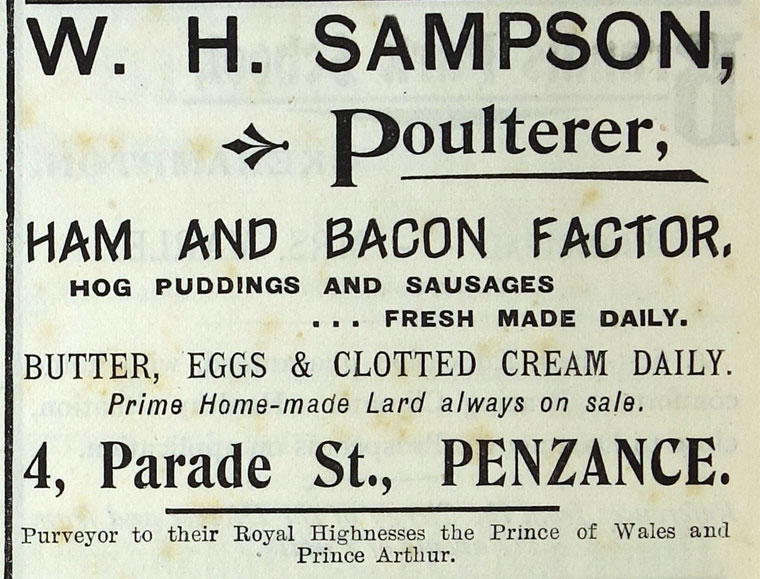 W. H. SAMPSON,
Poulterer,
HAM AND BACON FACTOR.
HOG PUDDINGS AND SAUSAGES
... FRESH MADE DAILY.
BUTTER, EGGS & CLOTTED CREAM DAILY.
Prime Home-made Lard always on sale.
4, Parade St., PENZANCE.
Purveyor to their Royal Highnesses the Prince of Wales and
Prince Arthur.